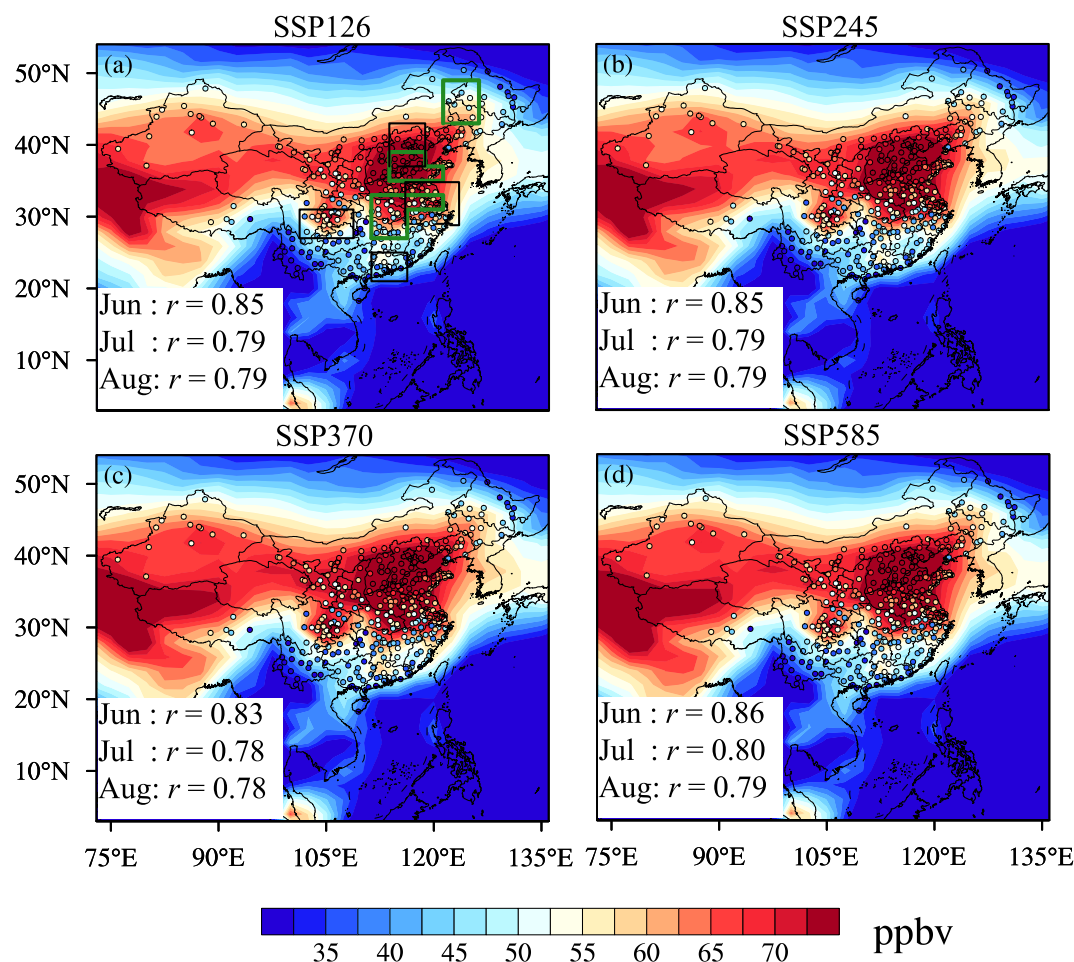 SSP126
SSP245
(a)
(b)
50°N
40°N
30°N
20°N
10°N
Jun : r = 0.85
Jul : r = 0.79
Aug: r = 0.79
Jun : r = 0.85
Jul : r = 0.79
Aug: r = 0.79
SSP370
SSP585
(c)
(d)
50°N
40°N
30°N
20°N
10°N
Jun : r = 0.83
Jul : r = 0.78
Aug: r = 0.78
Jun : r = 0.86
Jul : r = 0.80
Aug: r = 0.79
75°E 90°E 105°E 120°E 135°E
75°E 90°E 105°E 120°E 135°E
35 40 45 50 55 60 65 70
ppbv